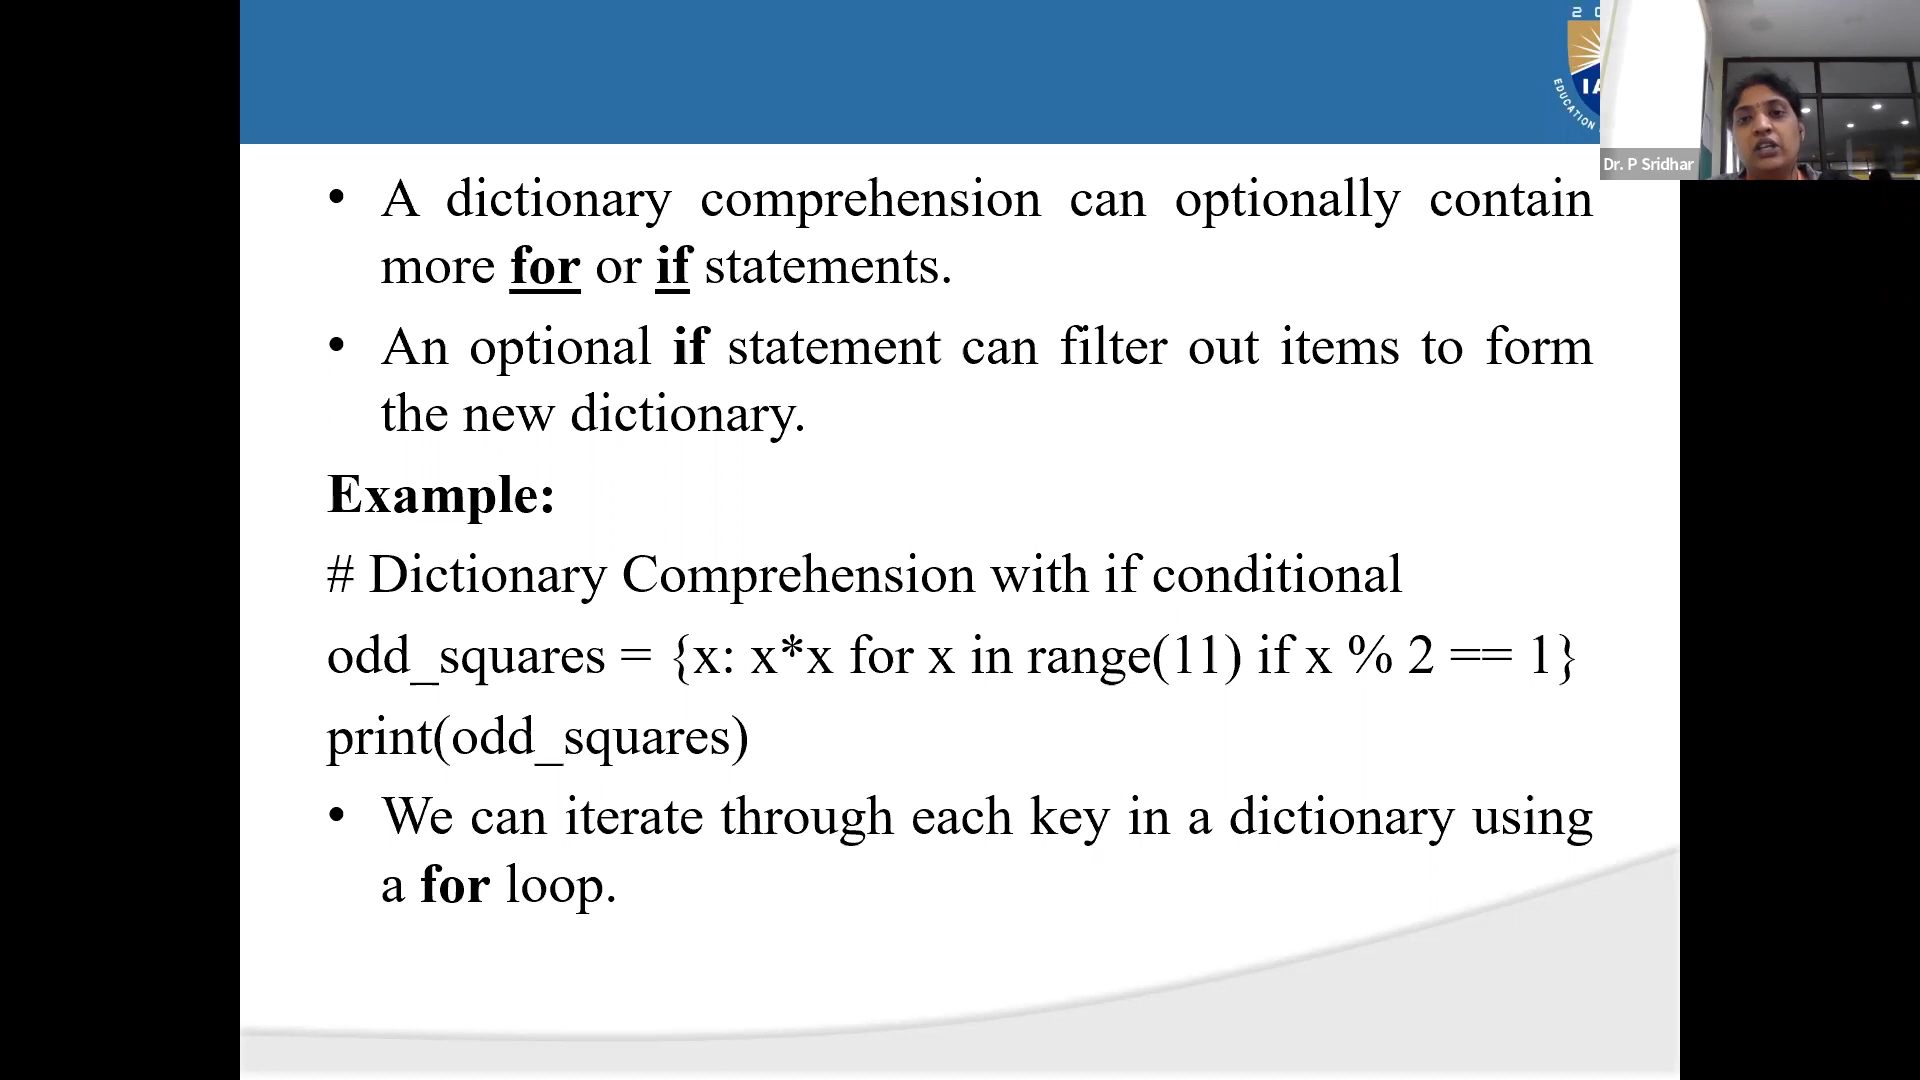 • A dictionary comprehension can optionally contain
more for or if statements.
• An optional if statement can filter out items to form
the new dictionary.
Example:
# Dictionary Comprehension with if conditional
odd_squares = {x: x*x for x in range(11) if x % 2 == 1}
print(odd_squares)
• We can iterate through each key in a dictionary using
a for loop.
2
EDUCATION
Dr. P Sridhar